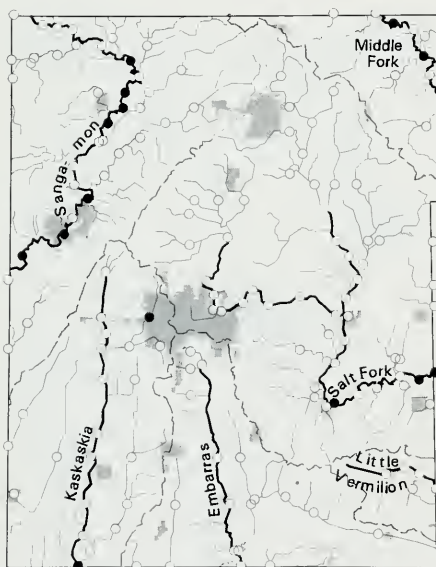 Middle
Fork
Sanga-
mon
Salt Fork
Kaskaskia
Embarras
Little
Vermilion